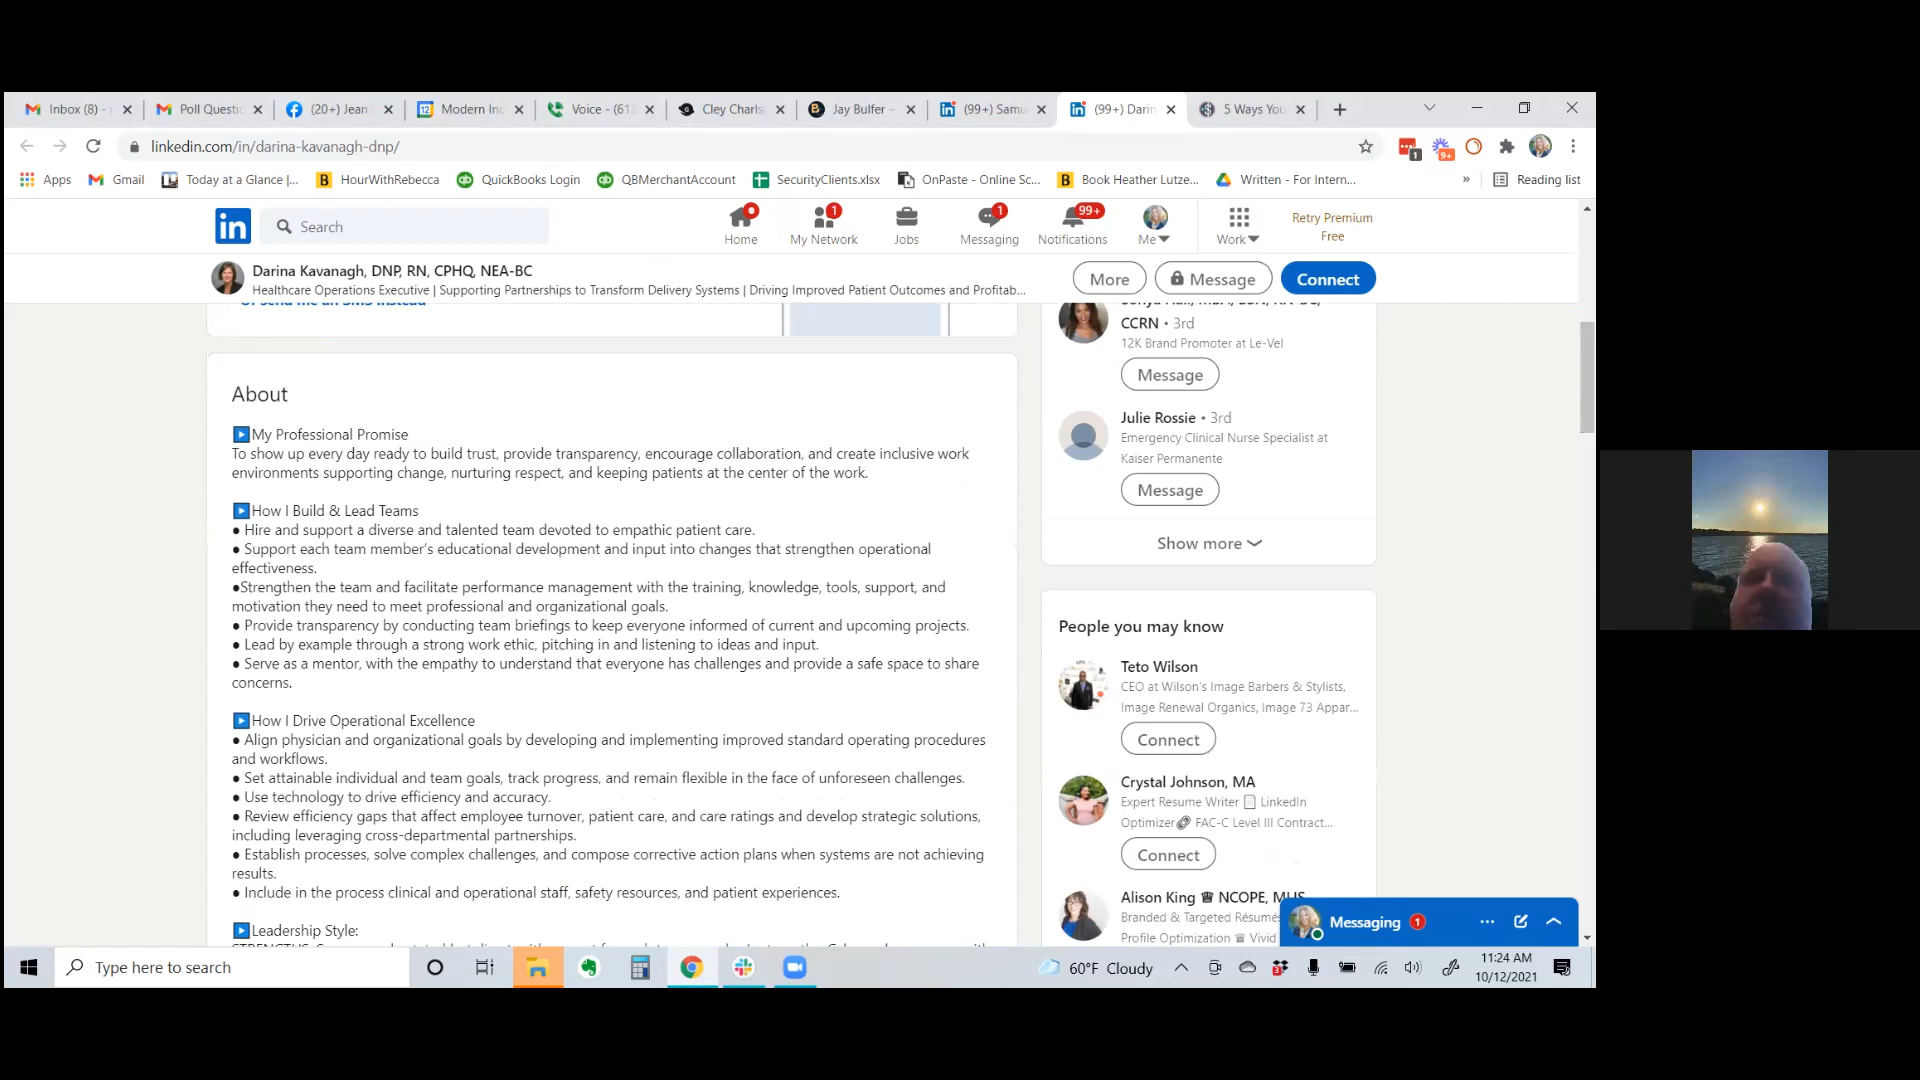 Inbox (8) -
Poll Questi
(20+) Jean
Modern Inc
Voice - (612
Cley Charls
Jay Bulfer -
(99+) Samu
(99+) Darin
5 Ways You
linkedin.com/in/darina-kavanagh-dnp/
1
9+
Apps
Gmail
Today at a Glance |...
HourWithRebecca
QuickBooks Login
QBMerchantAccount
SecurityClients.xlsx
OnPaste - Online Sc...
Book Heather Lutze...
Written - For Intern...
»
Reading list
in
Search
Home
1
My Network
Jobs
1
Messaging
99+
Notifications
Me
Work
Retry Premium
Free
Darina Kavanagh, DNP, RN, CPHQ, NEA-BC
Healthcare Operations Executive | Supporting Partnerships to Transform Delivery Systems | Driving Improved Patient Outcomes and Profitab...
More
Message
Connect
Or send me an SMS instead
About
My Professional Promise
To show up every day ready to build trust, provide transparency, encourage collaboration, and create inclusive work
environments supporting change, nurturing respect, and keeping patients at the center of the work.
How I Build & Lead Teams
● Hire and support a diverse and talented team devoted to empathic patient care.
● Support each team member's educational development and input into changes that strengthen operational
effectiveness.
●Strengthen the team and facilitate performance management with the training, knowledge, tools, support, and
motivation they need to meet professional and organizational goals.
● Provide transparency by conducting team briefings to keep everyone informed of current and upcoming projects.
● Lead by example through a strong work ethic, pitching in and listening to ideas and input.
● Serve as a mentor, with the empathy to understand that everyone has challenges and provide a safe space to share
concerns.
How I Drive Operational Excellence
● Align physician and organizational goals by developing and implementing improved standard operating procedures
and workflows.
● Set attainable individual and team goals, track progress, and remain flexible in the face of unforeseen challenges.
● Use technology to drive efficiency and accuracy.
● Review efficiency gaps that affect employee turnover, patient care, and care ratings and develop strategic solutions,
including leveraging cross-departmental partnerships.
● Establish processes, solve complex challenges, and compose corrective action plans when systems are not achieving
results.
● Include in the process clinical and operational staff, safety resources, and patient experiences.
Leadership Style:
CCRN • 3rd
12K Brand Promoter at Le-Vel
Message
Julie Rossie • 3rd
Emergency Clinical Nurse Specialist at
Kaiser Permanente
Message
Show more
People you may know
Teto Wilson
CEO at Wilson's Image Barbers & Stylists,
Image Renewal Organics, Image 73 Appar...
Connect
Crystal Johnson, MA
Expert Resume Writer LinkedIn
Optimizer FAC-C Level III Contract...
Connect
Alison King ♕ NCOPE, MHS
Branded & Targeted Résumés
Profile Optimization ♕ Vivid
Messaging 1
Type here to search
60°F Cloudy
11:24 AM
10/12/2021